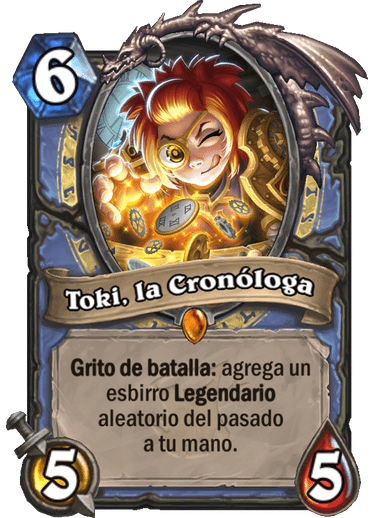 6
Toki, la Cronóloga
Grito de batalla: agrega un
esbirro Legendario
aleatorio del pasado
a tu mano.
5
5